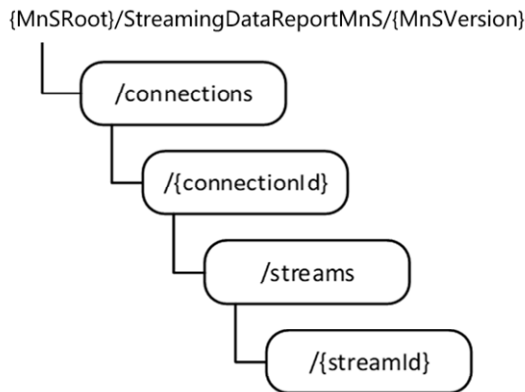 {MnSRoot}/StreamingDataReportMnS/{MnSVersion}
/connections
/{connectionId}
/streams
/{streamId}